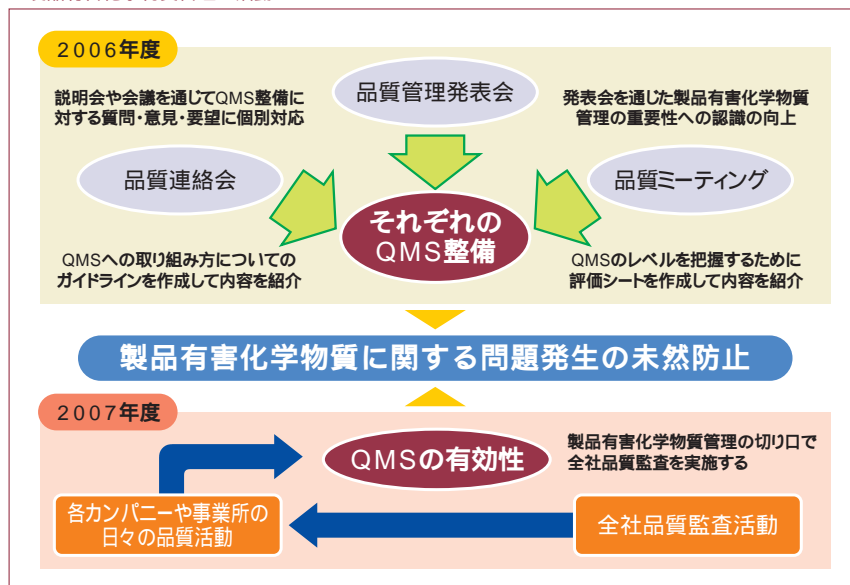 2006年度
品質管理発表会
説明会や会議を通じてQMS整備に
対する質問・意見・要望に個別対応
発表会を通じた製品有害化学物質
管理の重要性への認識の向上
品質連絡会
品質ミーティング
それぞれの
QMS整備
QMSへの取り組み方についての
ガイドラインを作成して内容を紹介
QMSのレベルを把握するために
評価シートを作成して内容を紹介
製品有害化学物質に関する問題発生の未然防止
2007年度
QMSの有効性
製品有害化学物質管理の切り口で
全社品質監査を実施する
各カンパニーや事業所の
日々の品質活動
全社品質監査活動